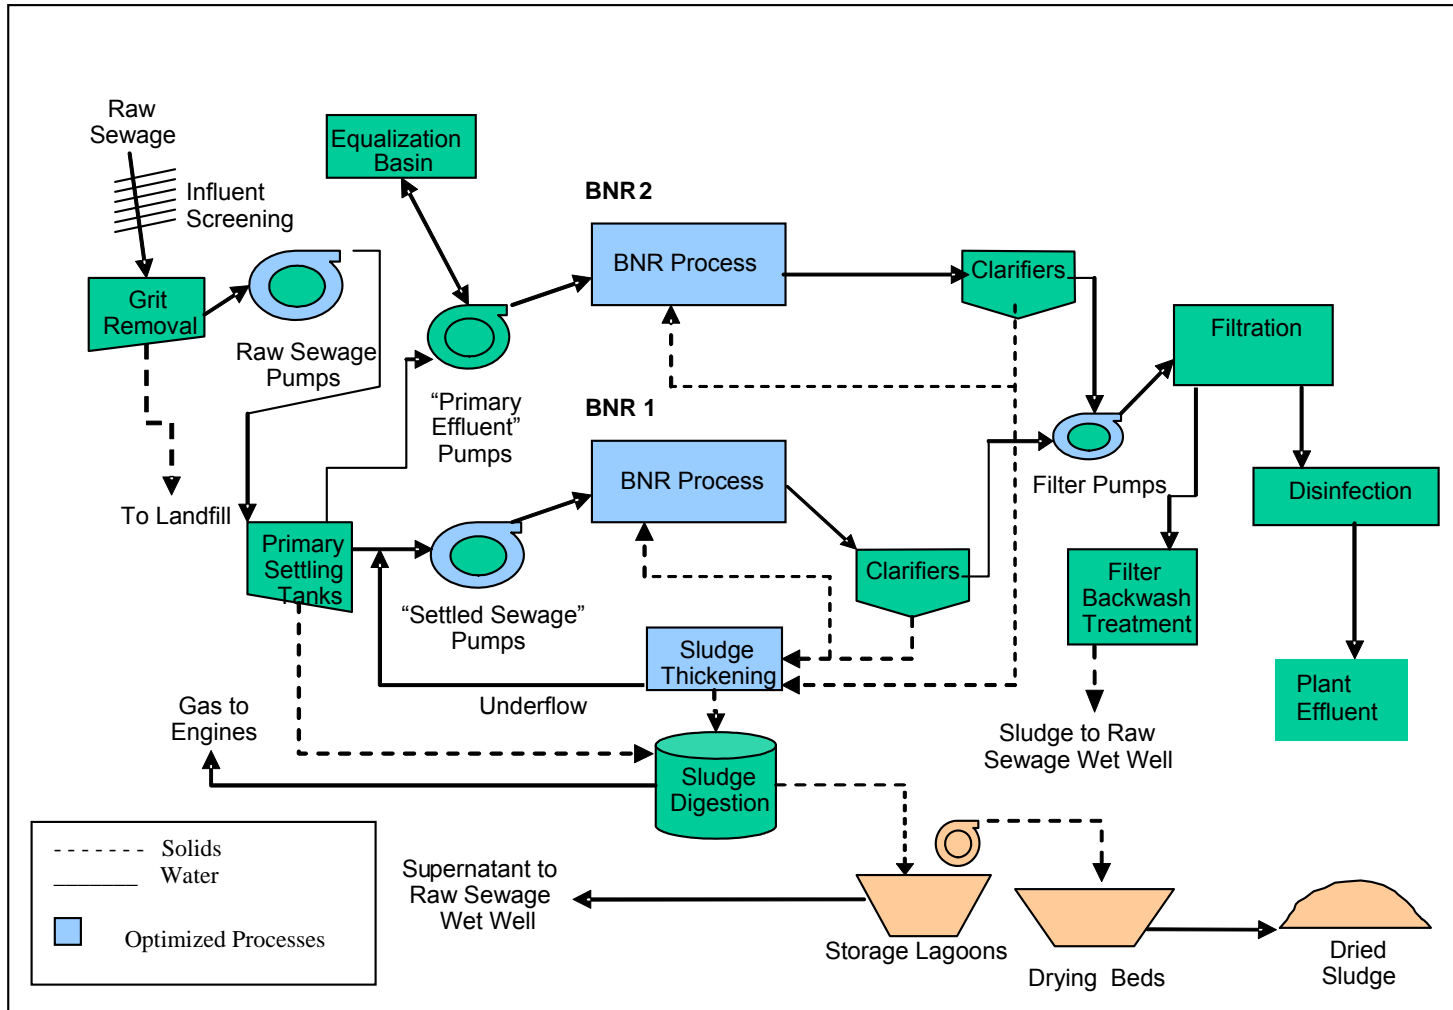 Raw
Sewage
Influent
Screening
Grit
Removal
Raw Sewage
Pumps
To Landfill
Equalization
Basin
BNR 2
BNR Process
Clarifiers
"Primary
Effluent"
Pumps
BNR 1
BNR Process
Clarifiers
Primary
Settling
Tanks
"Settled Sewage"
Pumps
Filter Pumps
Filtration
Disinfection
Filter
Backwash
Treatment
Plant
Effluent
Sludge to Raw
Sewage Wet Well
Sludge
Thickening
Underflow
Gas to
Engines
Sludge
Digestion
Supernatant to
Raw Sewage
Wet Well
Storage Lagoons
Drying Beds
Dried
Sludge
Solids
Water
Optimized Processes